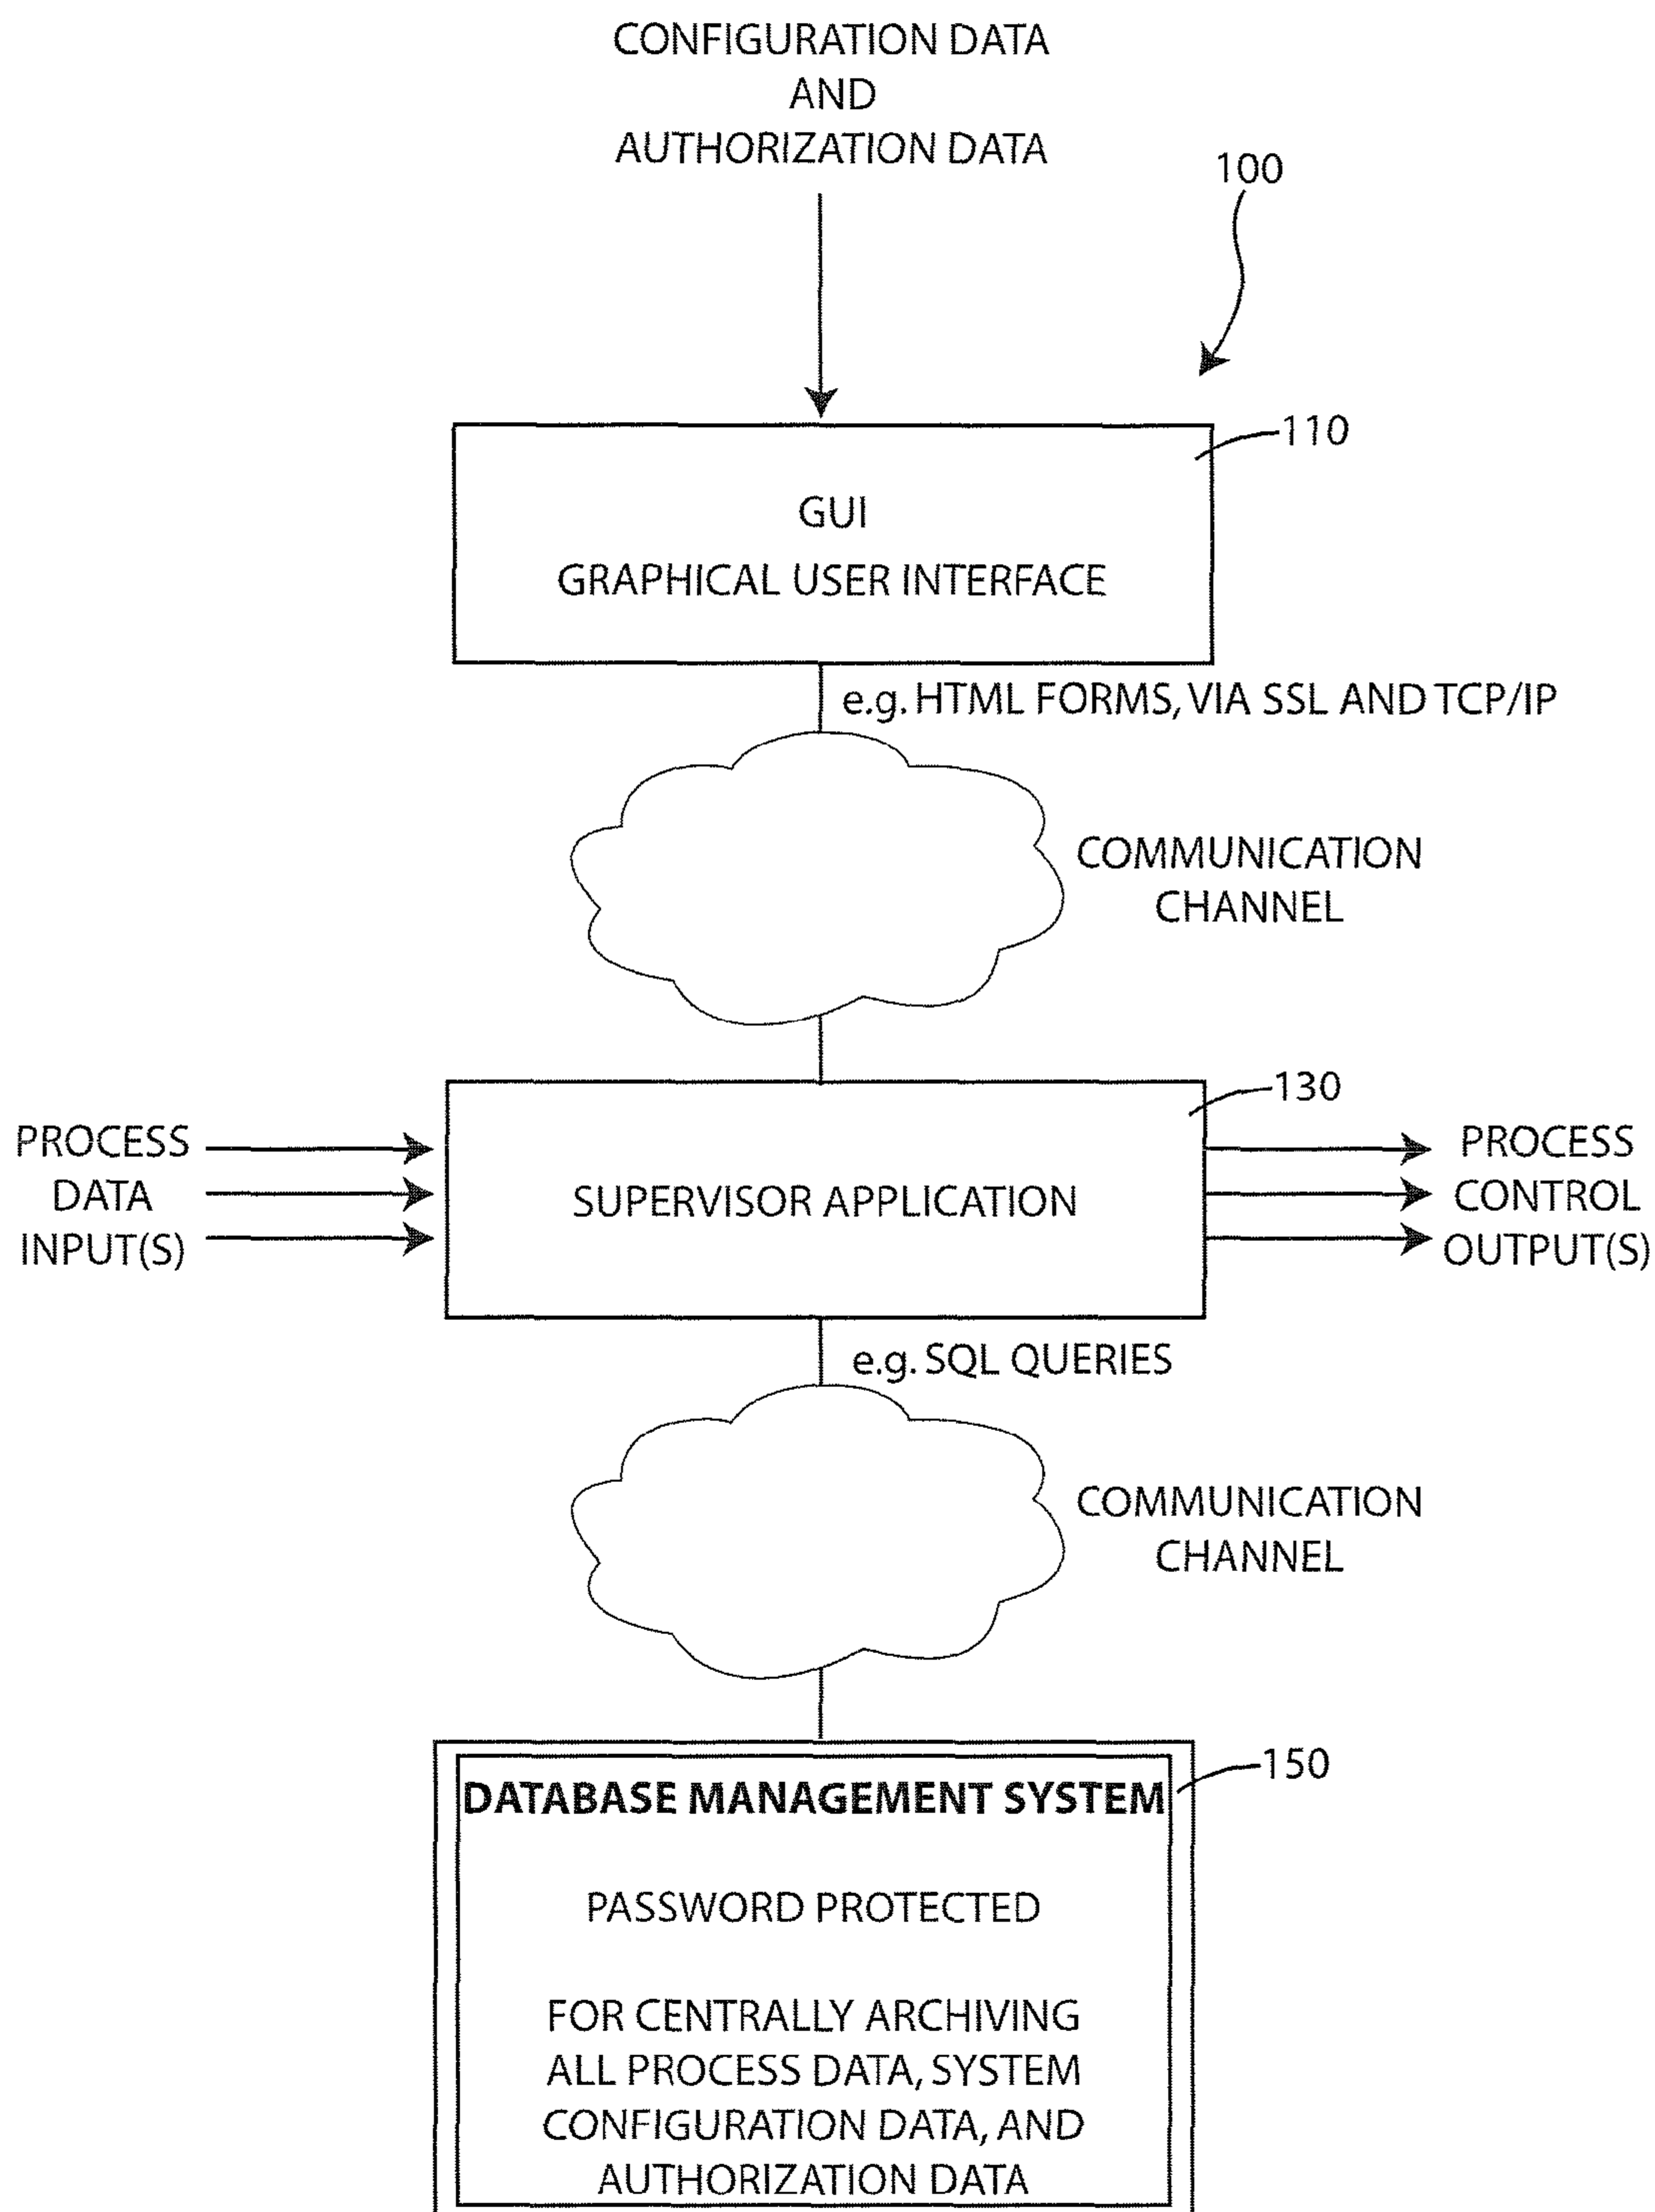 CONFIGURATION DATA
AND
AUTHORIZATION DATA
100
110
GUI
GRAPHICAL USER INTERFACE
e.g. HTML FORMS, VIA SSL AND TCP/IP
COMMUNICATION
CHANNEL
130
PROCESS
DATA
INPUT(S)
SUPERVISOR APPLICATION
PROCESS
CONTROL
OUTPUT(S)
e.g. SQL QUERIES
COMMUNICATION
CHANNEL
150
DATABASE MANAGEMENT SYSTEM
PASSWORD PROTECTED
FOR CENTRALLY ARCHIVING
ALL PROCESS DATA, SYSTEM
CONFIGURATION DATA, AND
AUTHORIZATION DATA